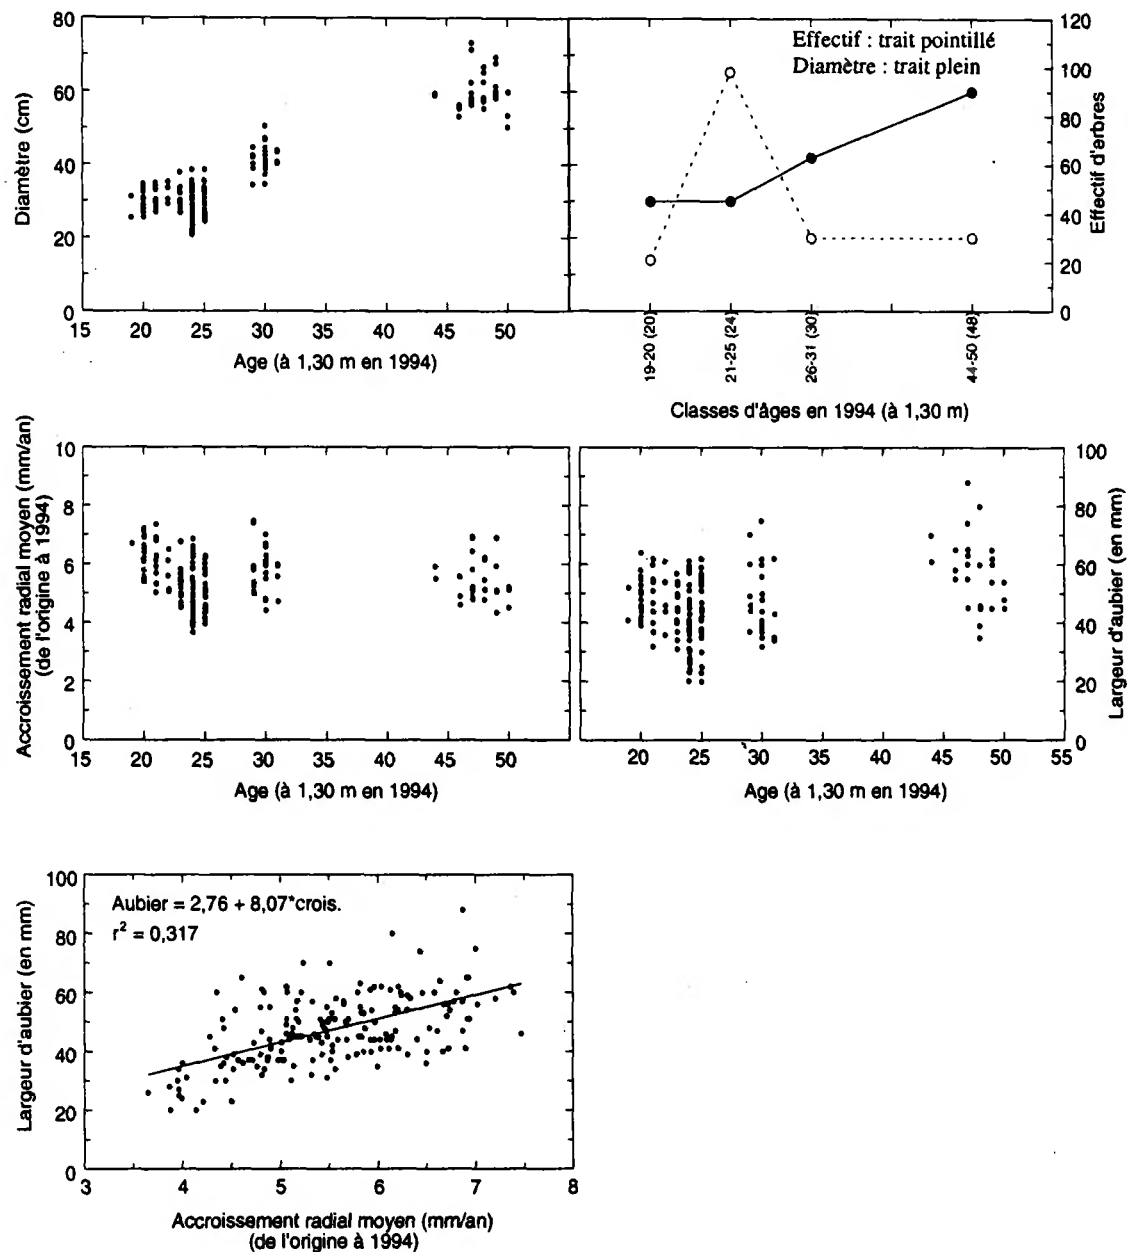 80
60
40
20
0
Diamètre (cm)
15 20 25 30 35 40 45 50
Age (à 1,30 m en 1994)
Effectif : trait pointillé
Diamètre : trait plein
120
100
80
60
40
20
0
Effectif d'erbres
19-20 (20)
21-25 (24)
26-31 (30)
44-50 (48)
Classes d'âges en 1994 (à 1,30 m)
10
8
6
4
2
0
Accroissement radial moyen (mm/an)
(de l'origine à 1994)
15 20 25 30 35 40 45 50
Age (à 1,30 m en 1994)
100
80
60
40
20
0
Largeur d'aubier (en mm)
15 20 25 30 35 40 45 50 55
Age (à 1,30 m en 1994)
100
80
60
40
20
0
Largeur d'aubier (en mm)
Aubier = 2,76 + 8,07*crois.
r² = 0,317
3 4 5 6 7 8
Accroissement radial moyen (mm/an)
(de l'origine à 1994)